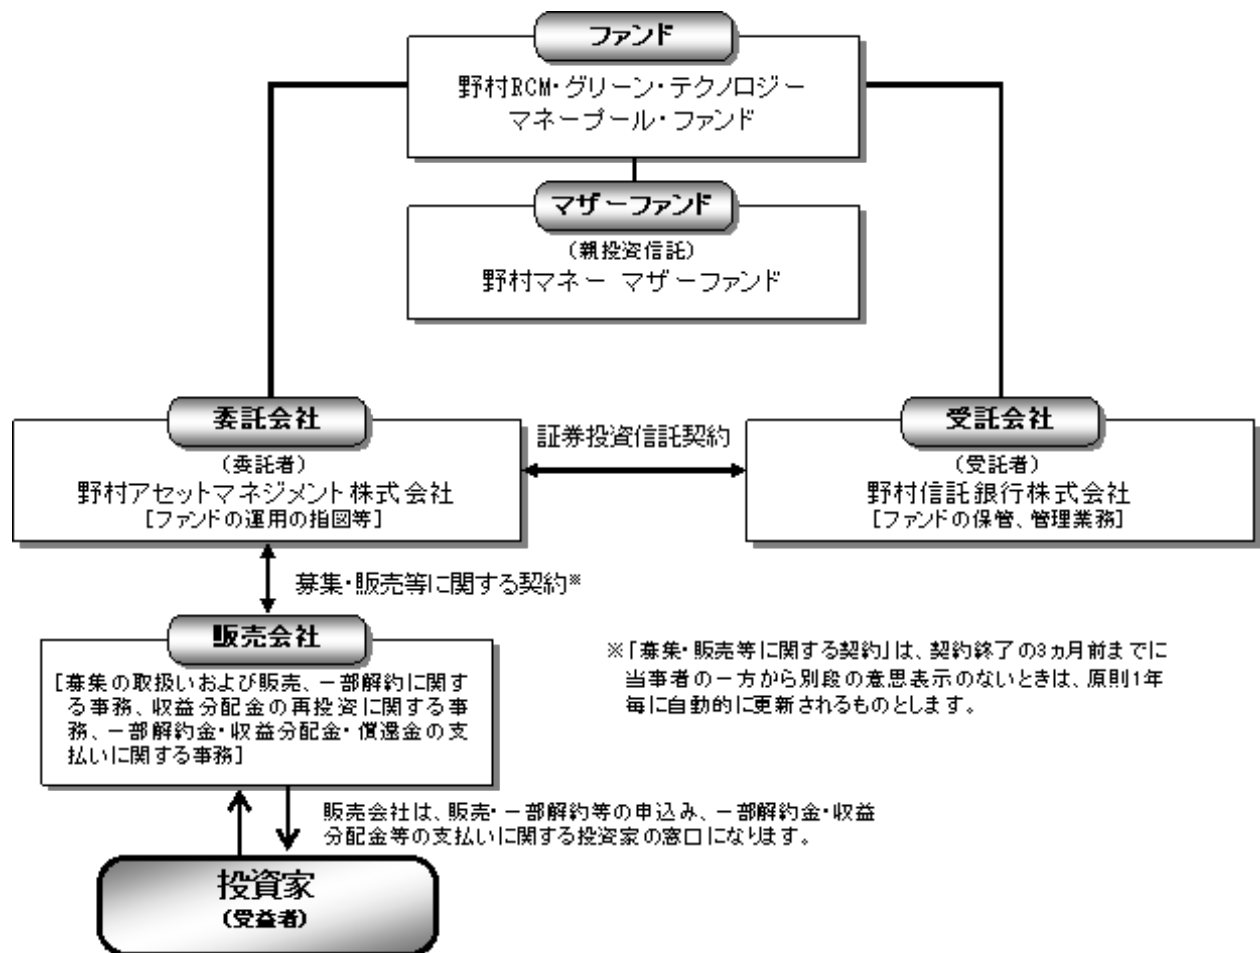 ファンド
野村RCM・グリーン・テクノロジー
マネープール・ファンド
マザーファンド
（親投資信託）
野村マネー マザーファンド
委託会社
（委託者）
野村アセットマネジメント株式会社
［ファンドの運用の指図等］
証券投資信託契約
受託会社
（受託者）
野村信託銀行株式会社
［ファンドの保管、管理業務］
募集・販売等に関する契約※
販売会社
［募集の取扱いおよび販売、一部解約に関す
る事務、収益分配金の再投資に関する事
務、一部解約金・収益分配金・償還金の支
払いに関する事務］
※「募集・販売等に関する契約」は、契約終了の3ヵ月前までに
当事者の一方から別段の意思表示のないときは、原則1年
毎に自動的に更新されるものとします。
販売会社は、販売・一部解約等の申込み、一部解約金・収益
分配金等の支払いに関する投資家の窓口になります。
投資家
（受益者）